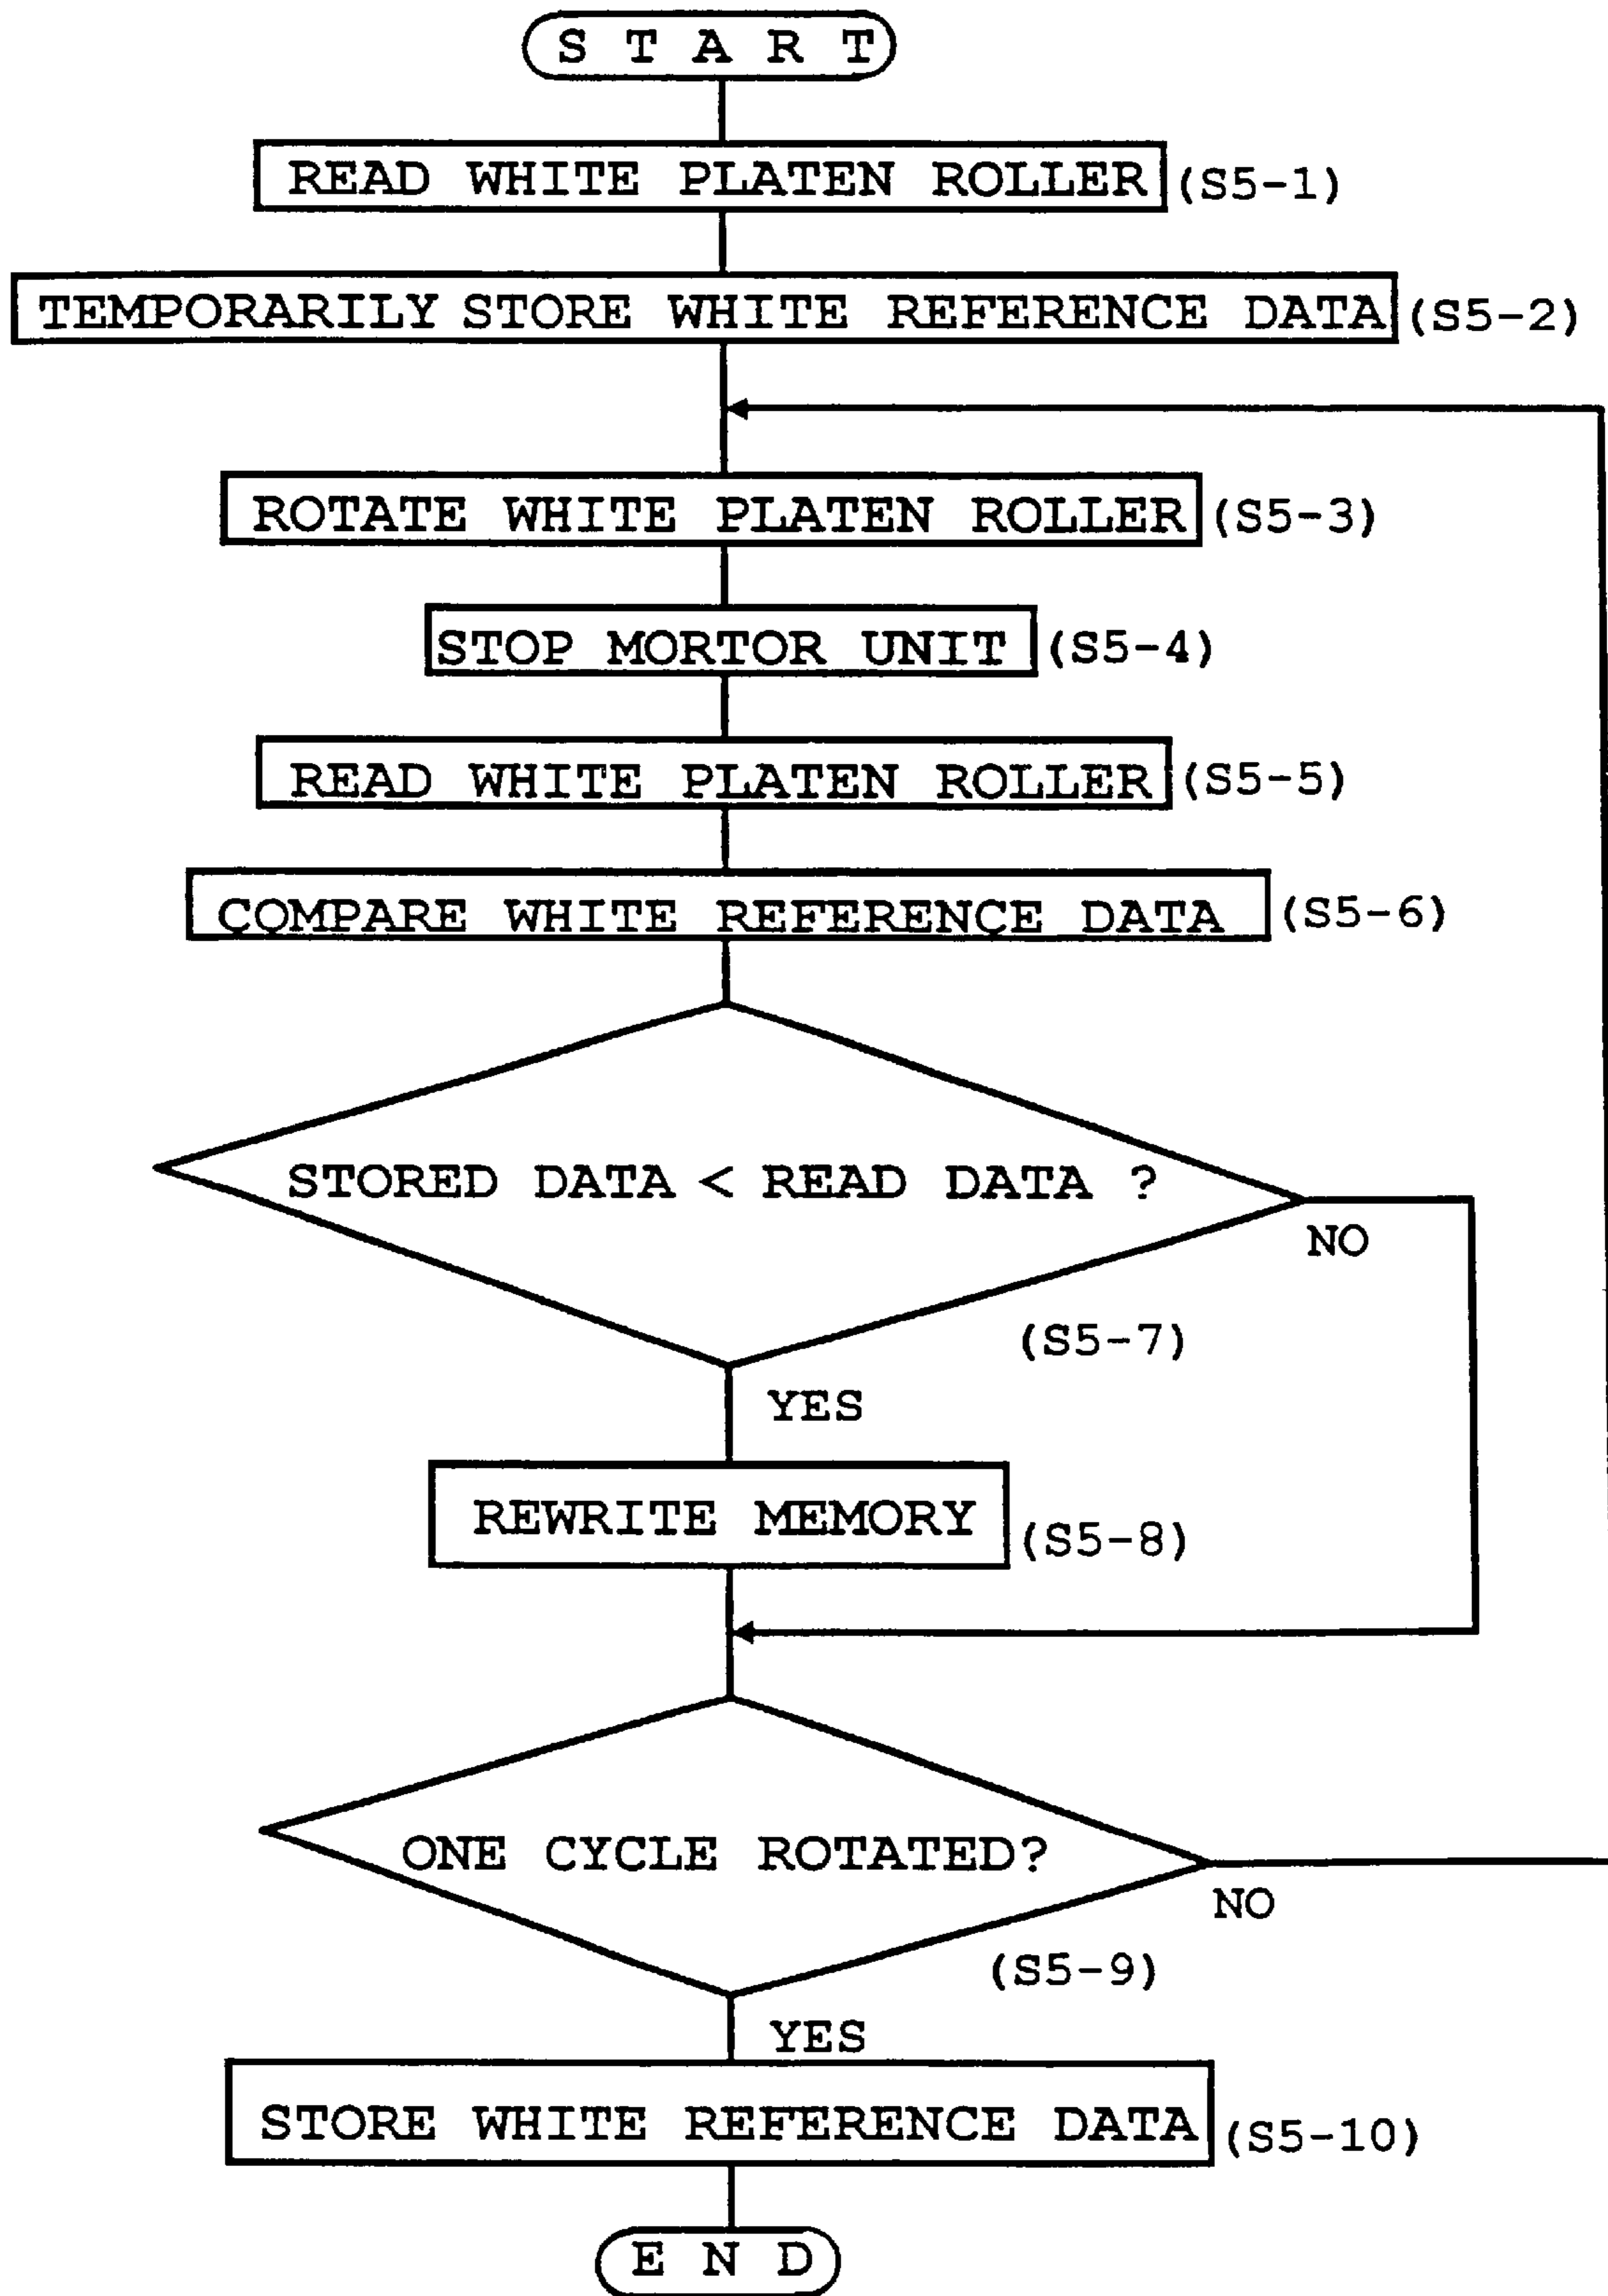 S T A R T
READ WHITE PLATEN ROLLER (S5-1)
TEMPORARILY STORE WHITE REFERENCE DATA (S5-2)
ROTATE WHITE PLATEN ROLLER (S5-3)
STOP MORTOR UNIT (S5-4)
READ WHITE PLATEN ROLLER (S5-5)
COMPARE WHITE REFERENCE DATA (S5-6)
STORED DATA < READ DATA ?
NO
(S5-7)
YES
REWRITE MEMORY (S5-8)
ONE CYCLE ROTATED?
NO
(S5-9)
YES
STORE WHITE REFERENCE DATA (S5-10)
E N D